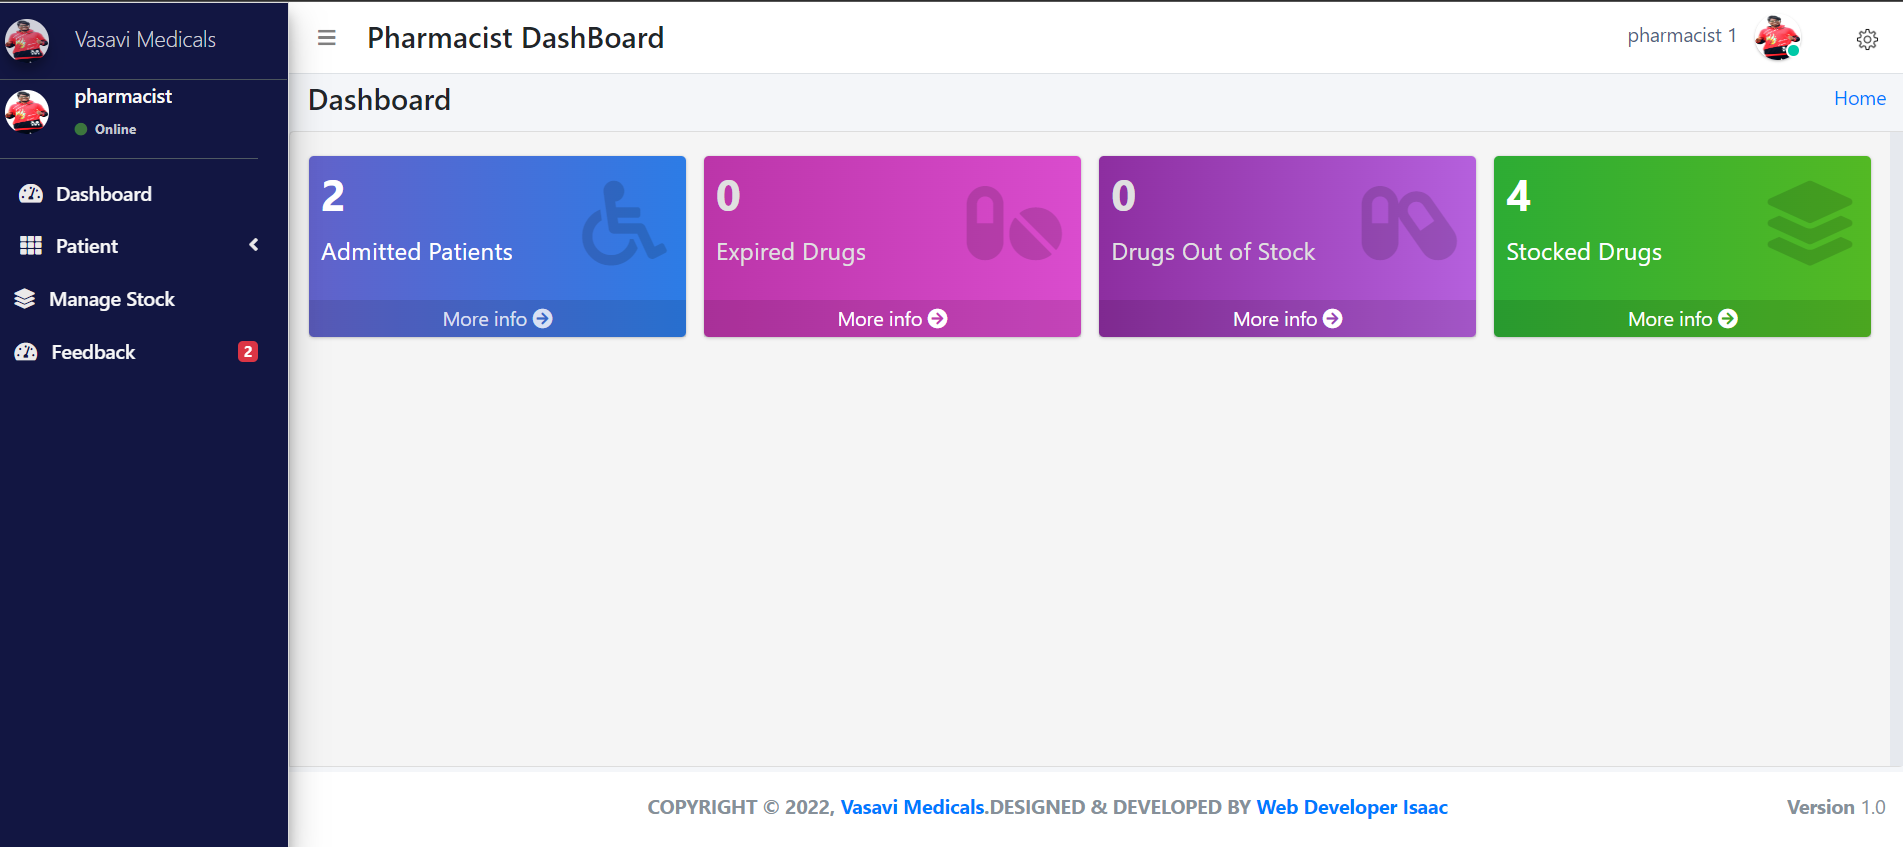 Vasavi Medicals
pharmacist
Online
Dashboard
Patient
Manage Stock
Feedback 2
Pharmacist DashBoard
pharmacist 1
Dashboard
Home
2
Admitted Patients
More info
0
Expired Drugs
More info
0
Drugs Out of Stock
More info
4
Stocked Drugs
More info
COPYRIGHT © 2022, Vasavi Medicals.DESIGNED & DEVELOPED BY Web Developer Isaac
Version 1.0